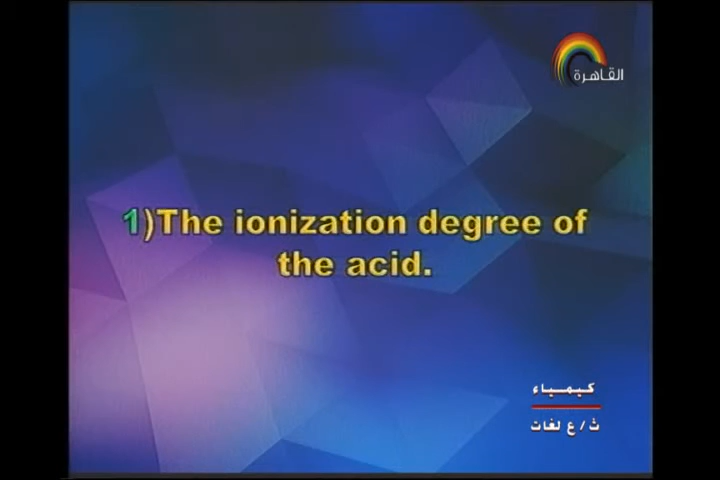 القاهرة
1)The ionization degree of
the acid.
كيمياء
ث/ع لغات